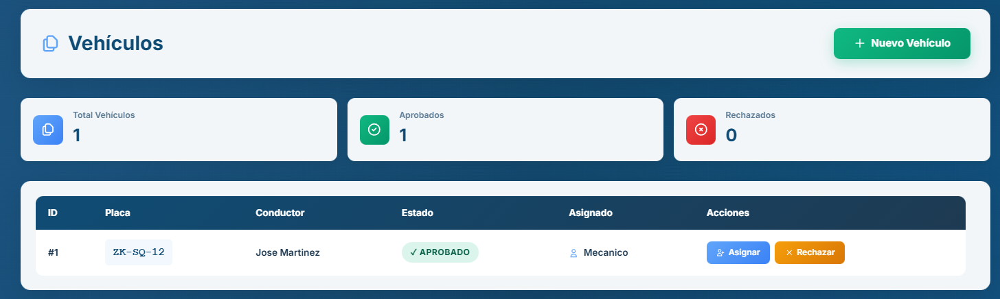 Vehículos
+ Nuevo Vehículo
Total Vehículos
1
Aprobados
1
Rechazados
0
ID Placa Conductor Estado Asignado Acciones
#1 ZK-SQ-12 Jose Martinez ✓ APROBADO Mecanico Asignar × Rechazar